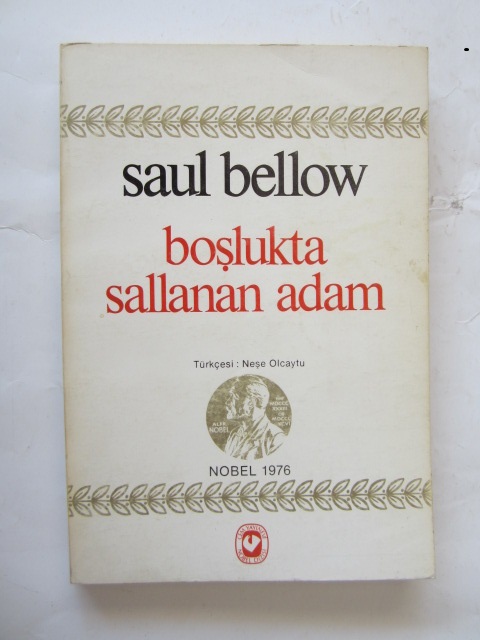 saul bellow
boşlukta
sallanan adam
Türkçesi : Neşe Olcaytu
NOBEL
NOBEL 1976